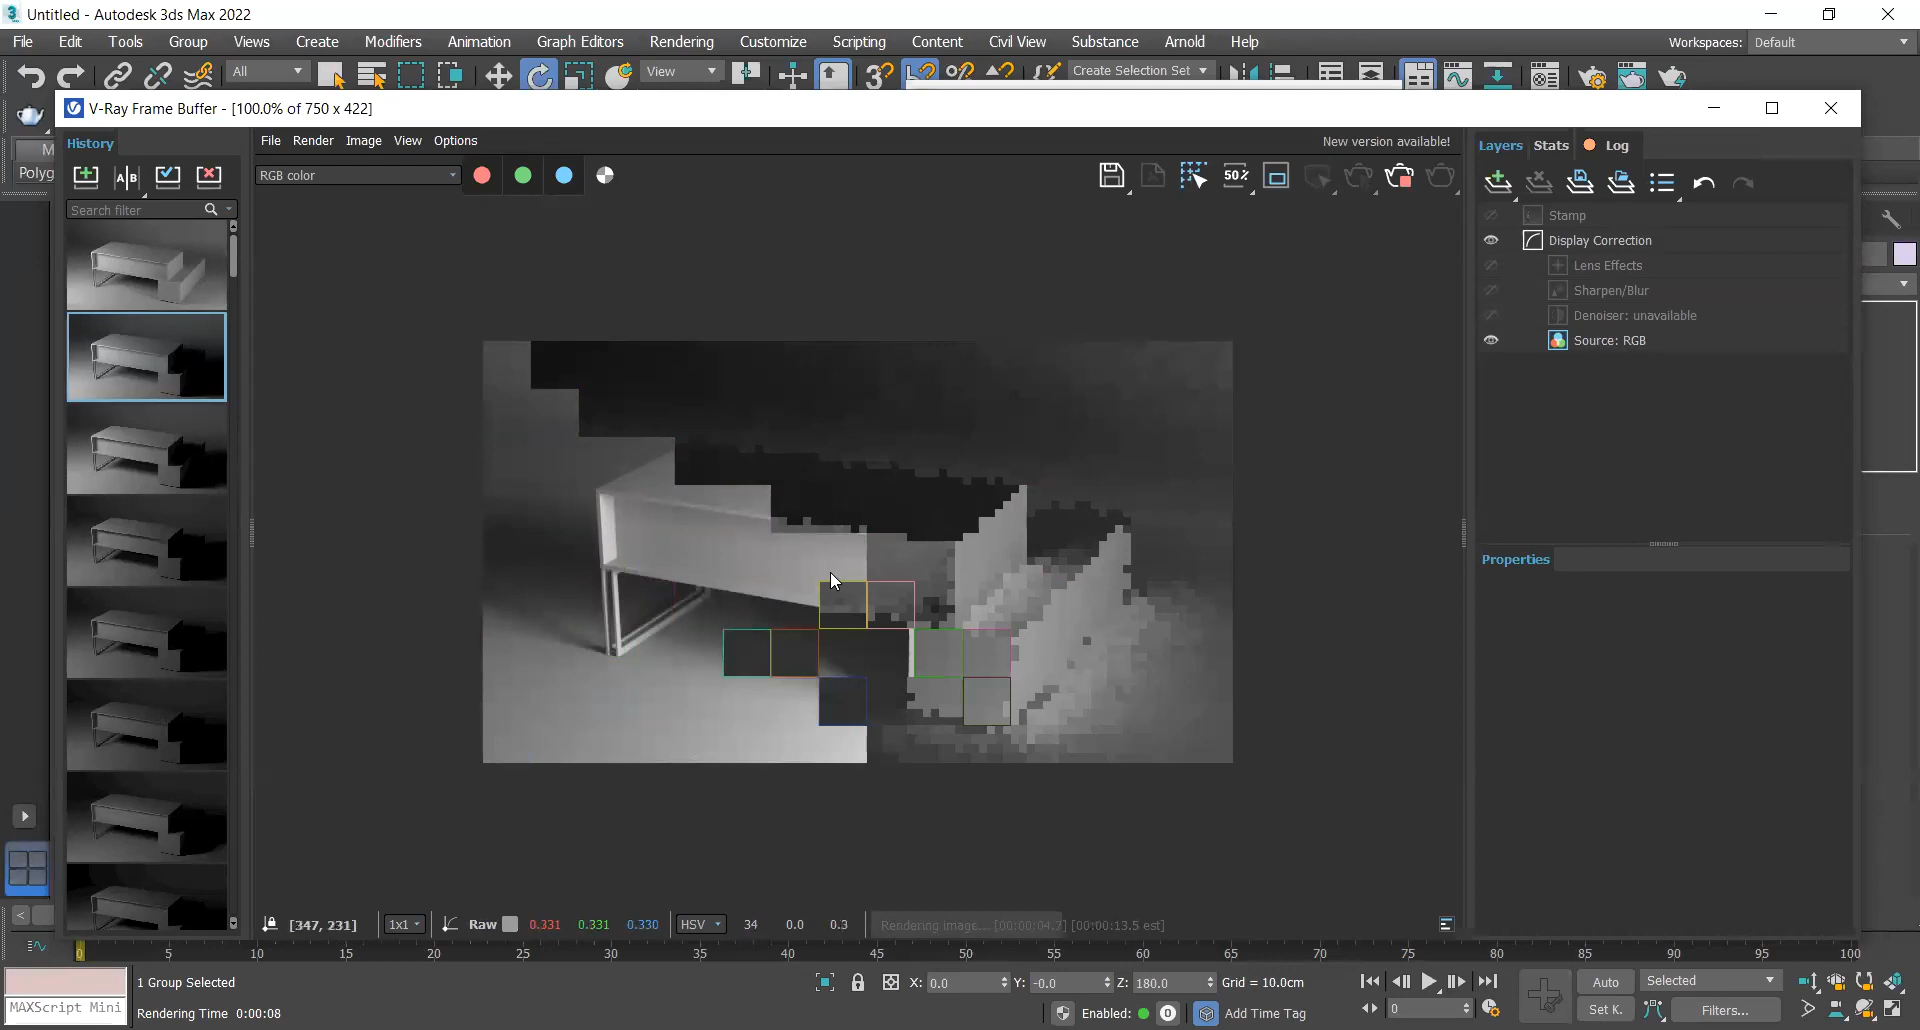 Untitled - Autodesk 3ds Max 2022
File Edit Tools Group Views Create Modifiers Animation Graph Editors Rendering Customize Scripting Content Civil View Substance Arnold Help Workspaces: Default
All View Create Selection Set
V-Ray Frame Buffer - [100.0% of 750 x 422]
History File Render Image View Options New version available! Layers Stats Log
RGB color 50%
Search filter
Stamp
Display Correction
Lens Effects
Sharpen/Blur
Denoiser: unavailable
Source: RGB
Properties
[347, 231] 1x1 Raw 0.331 0.331 0.330 HSV 34 0.0 0.3 Rendering image... [00:00:04.7] [00:00:13.5 est]
0 5 10 15 20 25 30 35 40 45 50 55 60 65 70 75 80 85 90 95 100
1 Group Selected X: 0.0 Y: -0.0 Z: 180.0 Grid = 10.0cm Auto Selected
MAXScript Mini Rendering Time 0:00:08 Enabled: 0 Add Time Tag 0 Set K. Filters...